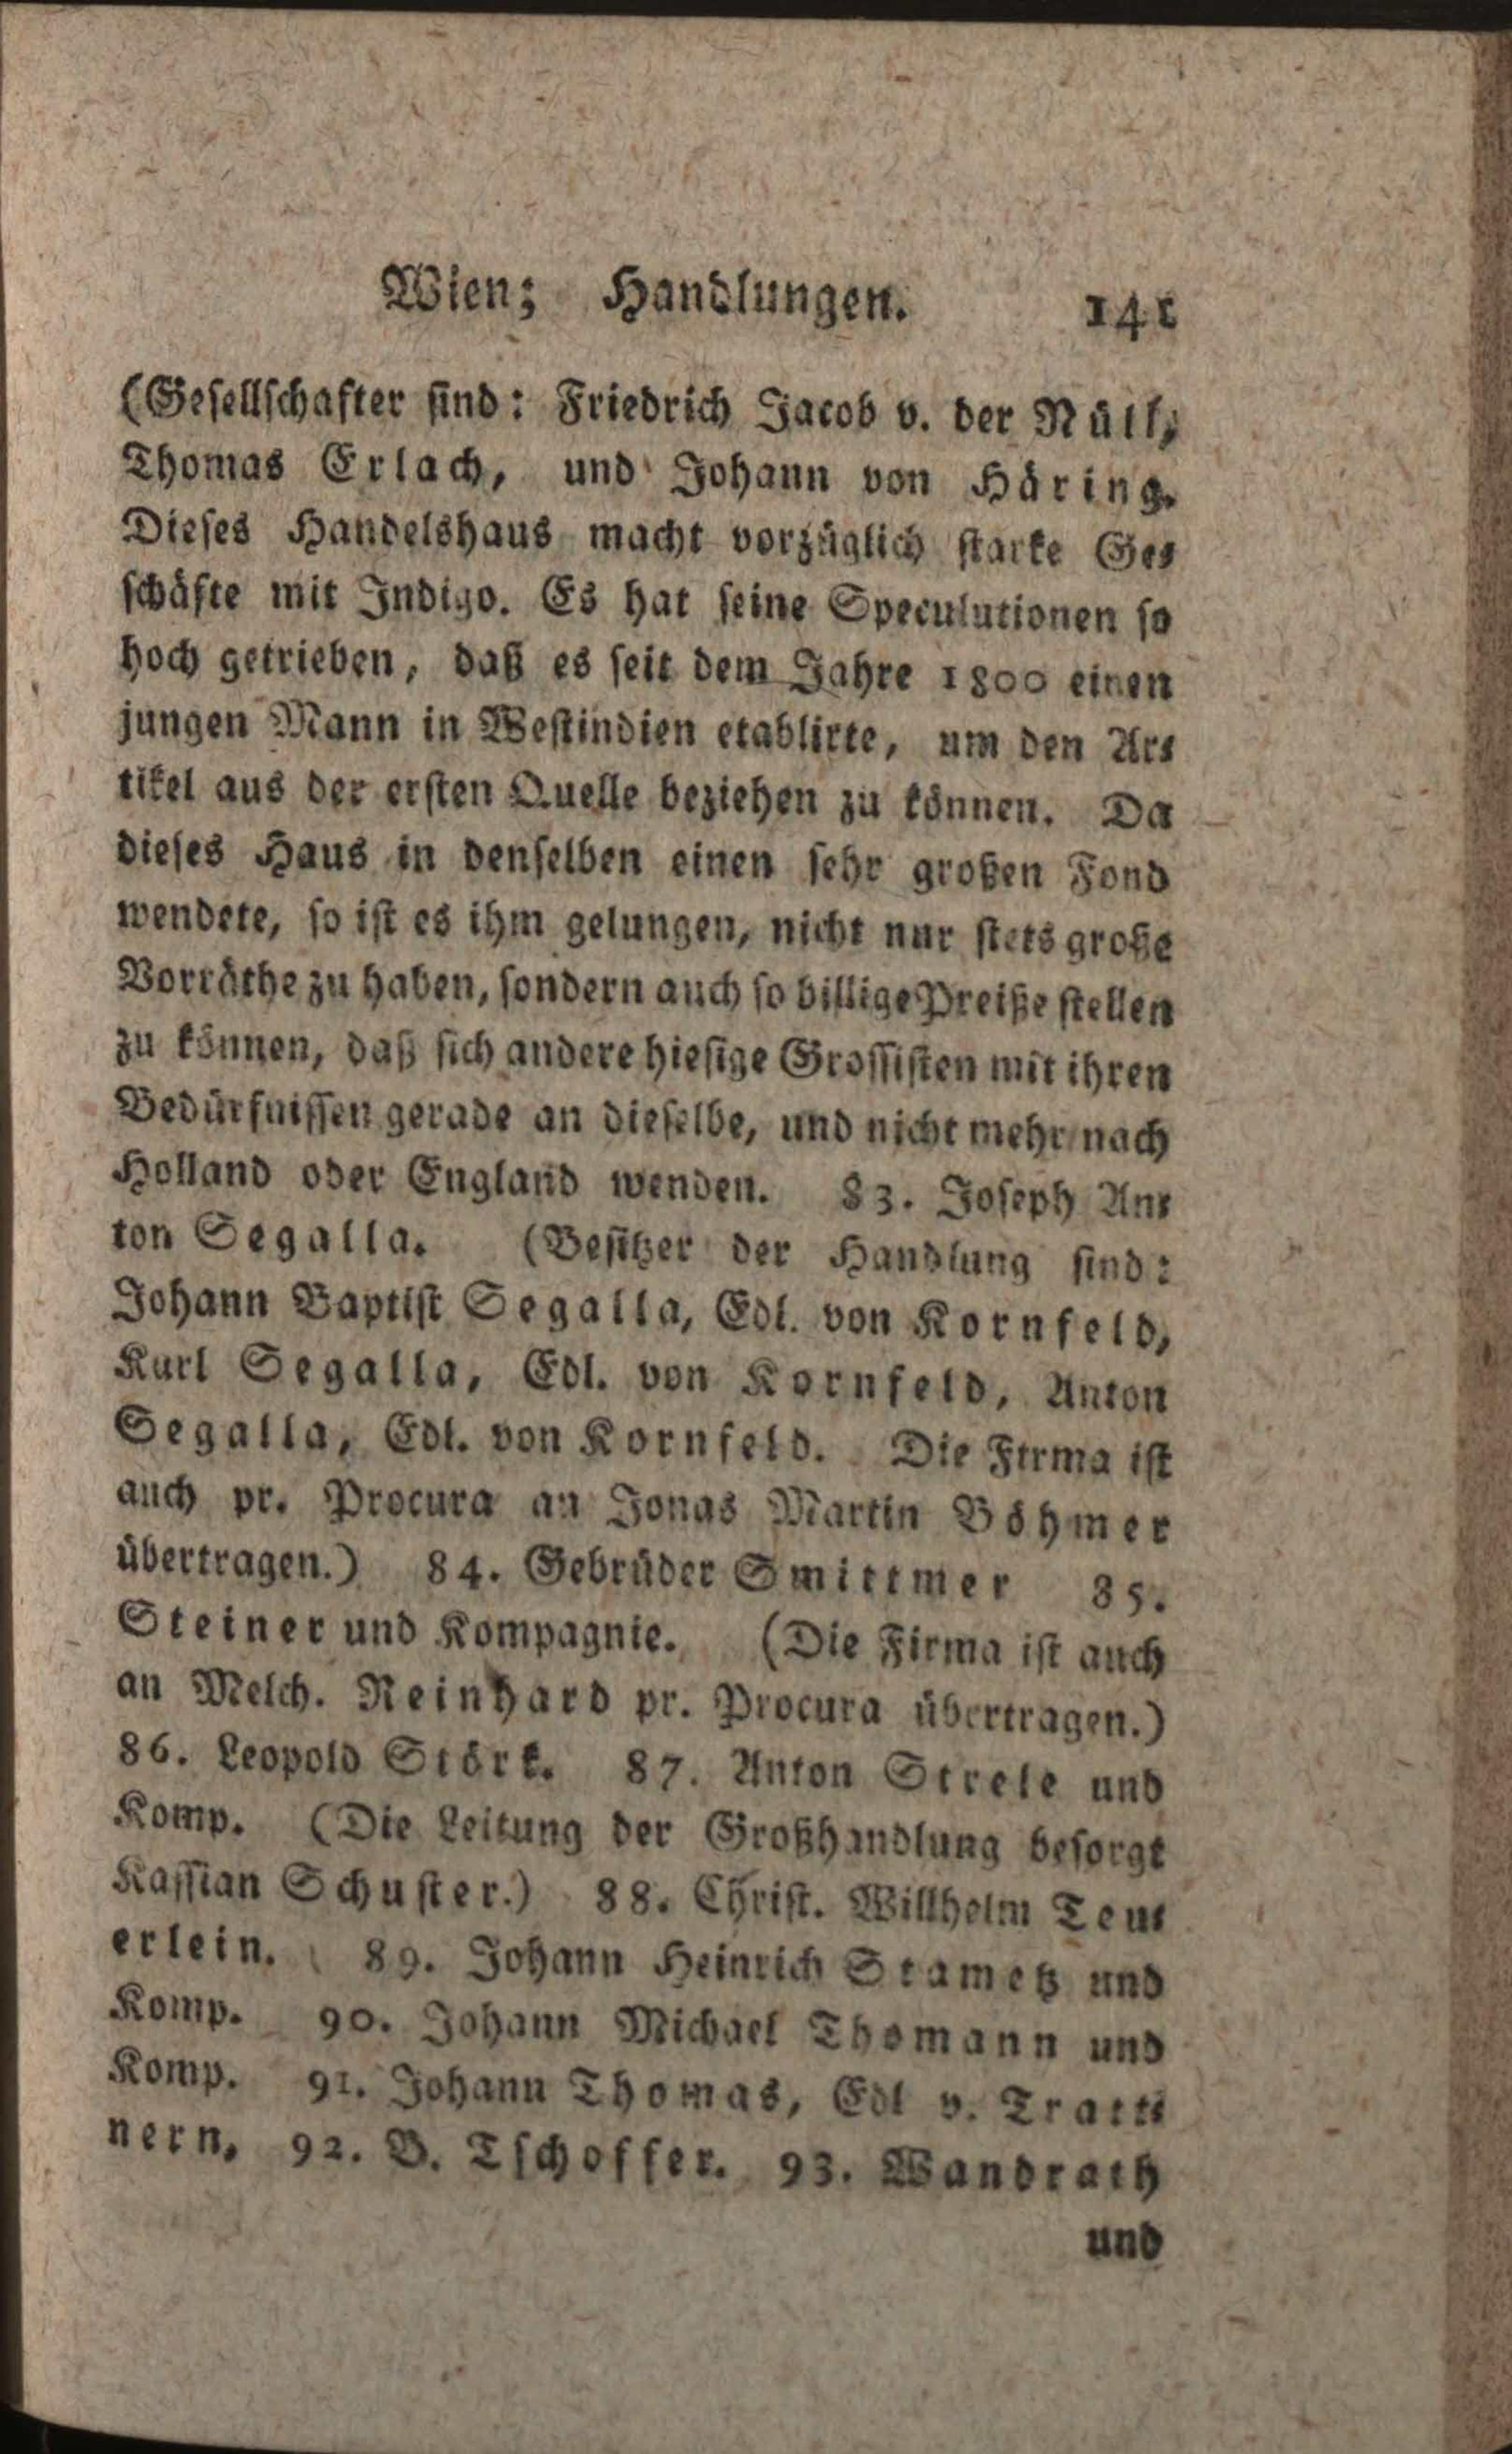 Wien; Handlungen. 141
(Gesellschafter sind: Friedrich Jacob v. der Nüll,
Thomas Erlach, und Johann von Häring.
Dieses Handelshaus macht vorzüglich starke Ge-
schäfte mit Indigo. Es hat seine Speculutionen so
hoch getrieben, daß es seit dem Jahre 1800 einen
jungen Mann in Westindien etablirte, um den Ar-
tikel aus der ersten Quelle beziehen zu können. Da
dieses Haus in denselben einen sehr großen Fond
wendete, so ist es ihm gelungen, nicht nur stets große
Vorräthe zu haben, sondern auch so billige Preiße stellen
zu können, daß sich andere hiesige Grossisten mit ihren
Bedürfnissen gerade an dieselbe, und nicht mehr nach
Holland oder England wenden. 83. Joseph An-
ton Segalla. (Besitzer der Handlung sind:
Johann Baptist Segalla, Edl. von Kornfeld,
Karl Segalla, Edl. von Kornfeld, Anton
Segalla, Edl. von Kornfeld. Die Firma ist
auch pr. Procura an Jonas Martin Böhmer
übertragen.) 84. Gebrüder Smittmer 85.
Steiner und Kompagnie. (Die Firma ist auch
an Melch. Reinhard pr. Procura übertragen.)
86. Leopold Störk. 87. Anton Strele und
Komp. (Die Leitung der Großhandlung besorgt
Kassian Schuster.) 88. Christ. Willhelm Teu-
erlein. 89. Johann Heinrich Stametz und
Komp. 90. Johann Michael Thomann und
Komp. 91. Johann Thomas, Edl v. Tratt-
nern, 92. B. Tschoffer. 93. Wandrath
und